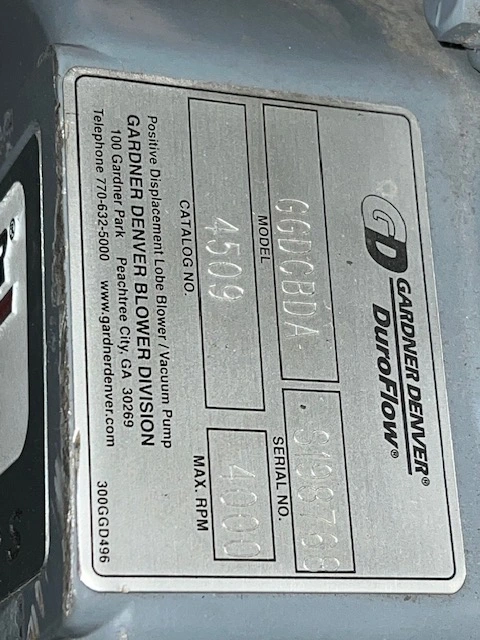 GD GARDNER DENVER®
DuroFlow®
GGDCBDA
MODEL
SERIAL NO.
4509
4000
CATALOG NO.
MAX. RPM
Positive Displacement Lobe Blower/Vacuum Pump
GARDNER DENVER BLOWER DIVISION
100 Gardner Park Peachtree City, GA 30269
Telephone 770-632-5000 www.gardnerdenver.com
300GGD496